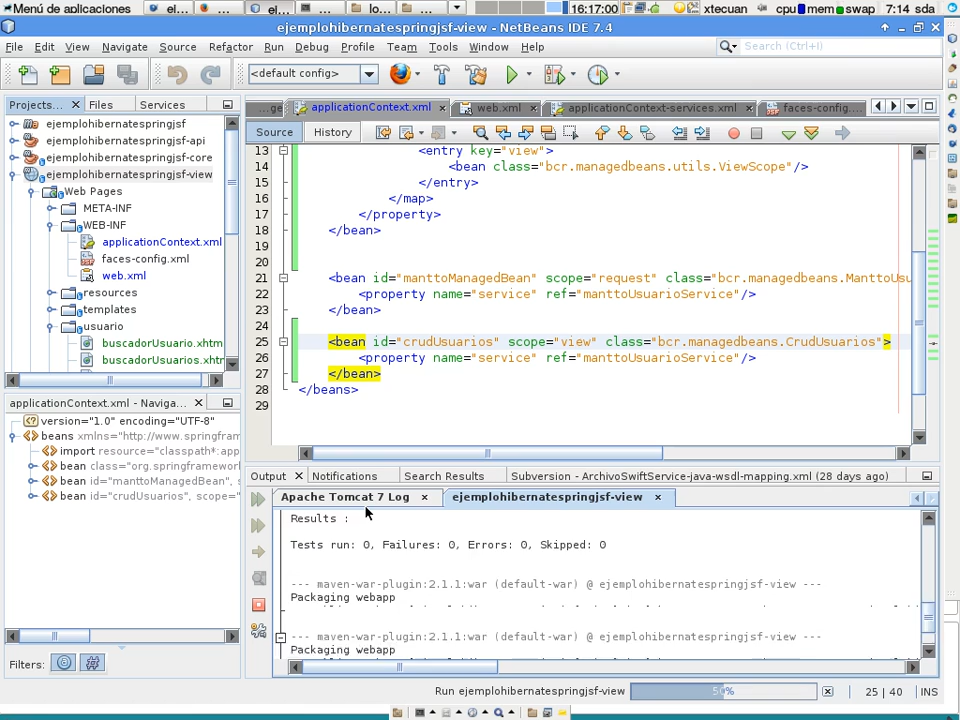 Menú de aplicaciones
el...
el...
el...
lo...
16:17:00
xtecuan
cpu mem swap
7:14 sda
ejemplohibernatespringjsf-view - NetBeans IDE 7.4
File Edit View Navigate Source Refactor Run Debug Profile Team Tools Window Help
Search (Ctrl+I)
<default config>
Projects... Files Services
...ge applicationContext.xml web.xml applicationContext-services.xml faces-config....
Source History
ejemplohibernatespringjsf
ejemplohibernatespringjsf-api
ejemplohibernatespringjsf-core
ejemplohibernatespringjsf-view
Web Pages
META-INF
WEB-INF
applicationContext.xml
faces-config.xml
web.xml
resources
templates
usuario
buscadorUsuario.xhtm
buscadorUsuarios.xhtr
13 <entry key="view">
14 <bean class="bcr.managedbeans.utils.ViewScope"/>
15 </entry>
16 </map>
17 </property>
18 </bean>
19
20
21 <bean id="manttoManagedBean" scope="request" class="bcr.managedbeans.ManttoUsu
22 <property name="service" ref="manttoUsuarioService"/>
23 </bean>
24
25 <bean id="crudUsuarios" scope="view" class="bcr.managedbeans.CrudUsuarios">
26 <property name="service" ref="manttoUsuarioService"/>
27 </bean>
28 </beans>
29
applicationContext.xml - Naviga...
version="1.0" encoding="UTF-8"
beans xmlns="http://www.springfram
import resource="classpath*:app
bean class="org.springframework
bean id="manttoManagedBean", s
bean id="crudUsuarios", scope="
Filters:
Output Notifications Search Results Subversion - ArchivoSwiftService-java-wsdl-mapping.xml (28 days ago)
Apache Tomcat 7 Log ejemplohibernatespringjsf-view
Results :
Tests run: 0, Failures: 0, Errors: 0, Skipped: 0
--- maven-war-plugin:2.1.1:war (default-war) @ ejemplohibernatespringjsf-view ---
Packaging webapp
--- maven-war-plugin:2.1.1:war (default-war) @ ejemplohibernatespringjsf-view ---
Packaging webapp
Run ejemplohibernatespringjsf-view 50% 25 | 40 INS